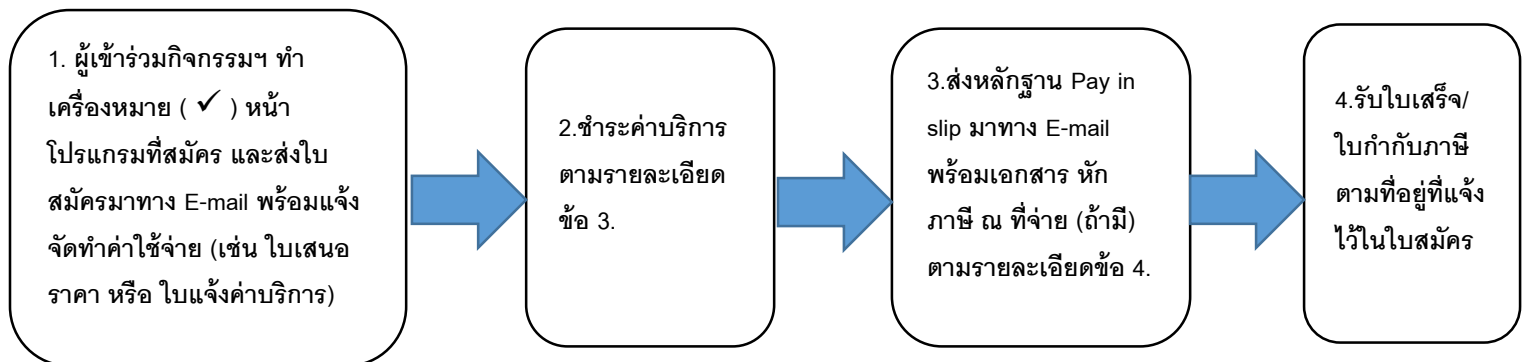 1. ผู้เข้าร่วมกิจกรรมฯ ทำ
เครื่องหมาย ( ✓ ) หน้า
โปรแกรมที่สมัคร และส่งใบ
สมัครมาทาง E-mail พร้อมแจ้ง
จัดทำค่าใช้จ่าย (เช่น ใบเสนอ
ราคา หรือ ใบแจ้งค่าบริการ)
2.ชำระค่าบริการ
ตามรายละเอียด
ข้อ 3.
3.ส่งหลักฐาน Pay in
slip มาทาง E-mail
พร้อมเอกสาร หัก
ภาษี ณ ที่จ่าย (ถ้ามี)
ตามรายละเอียดข้อ 4.
4.รับใบเสร็จ/
ใบกำกับภาษี
ตามที่อยู่ที่แจ้ง
ไว้ในใบสมัคร